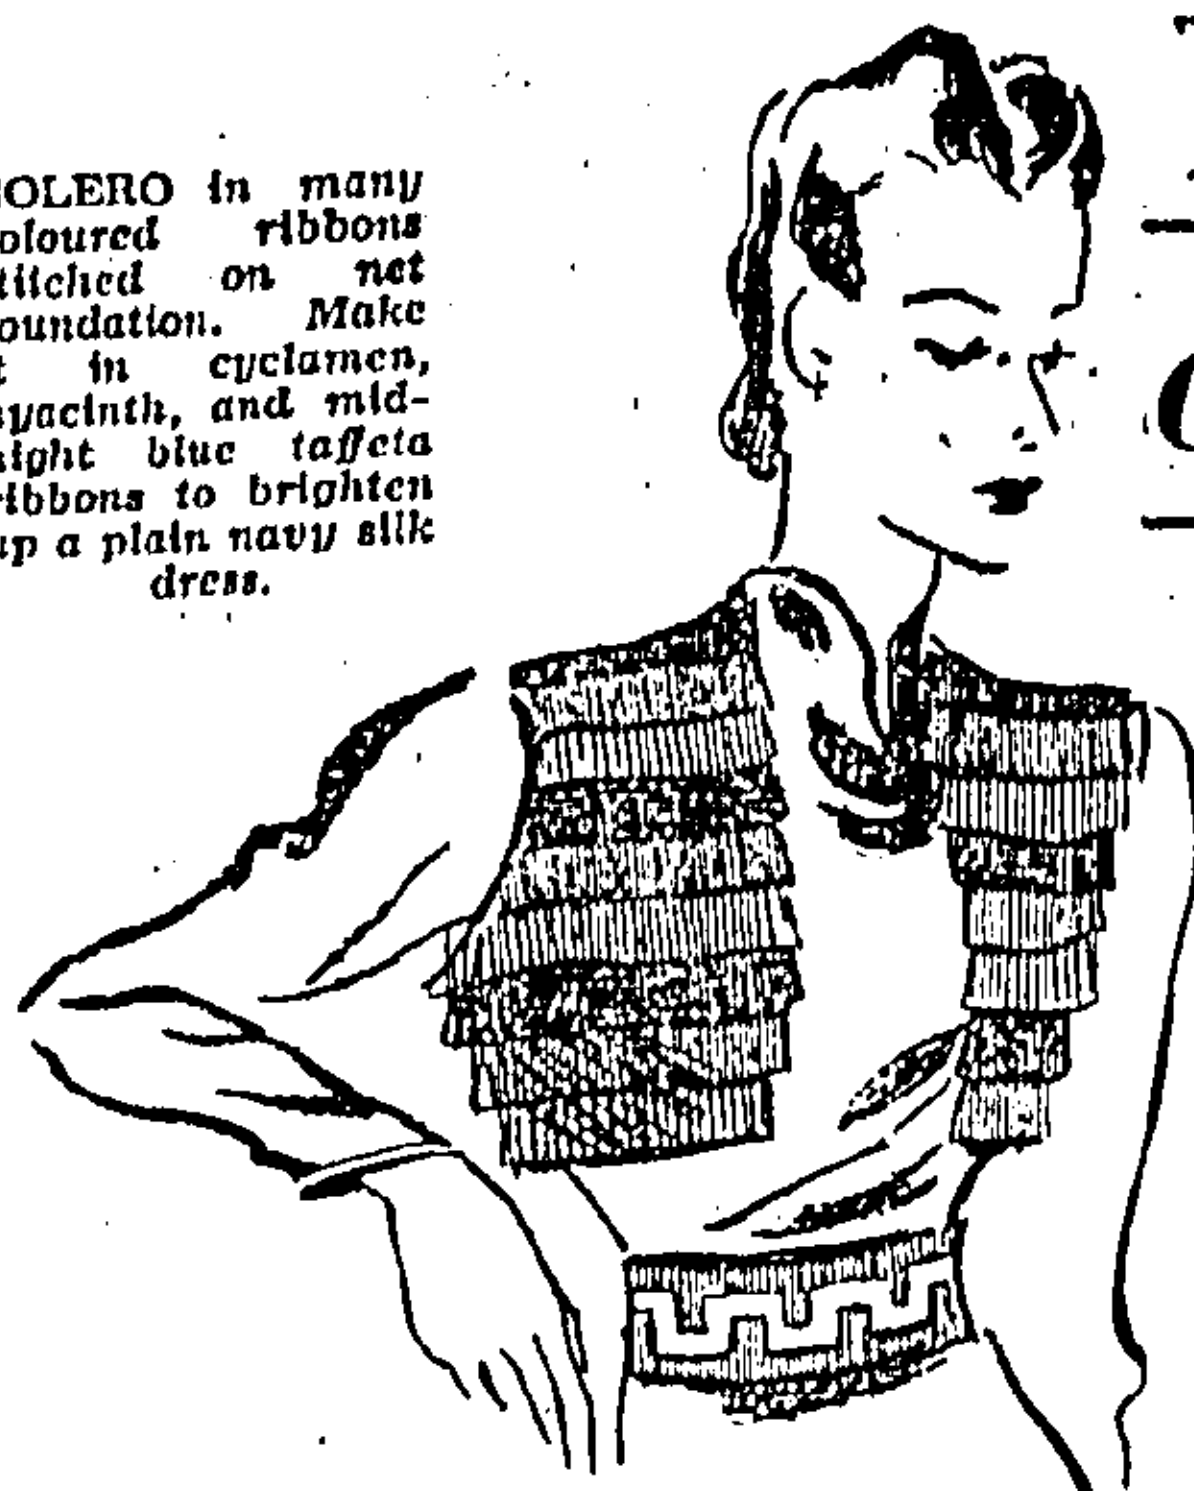 OLERO in many
oloured ribbons
titched on net
oundation. Make
t in cyclamen,
yacinth, and mid-
ight blue taffeta
ribbons to brighten
up a plain navy silk
dress.